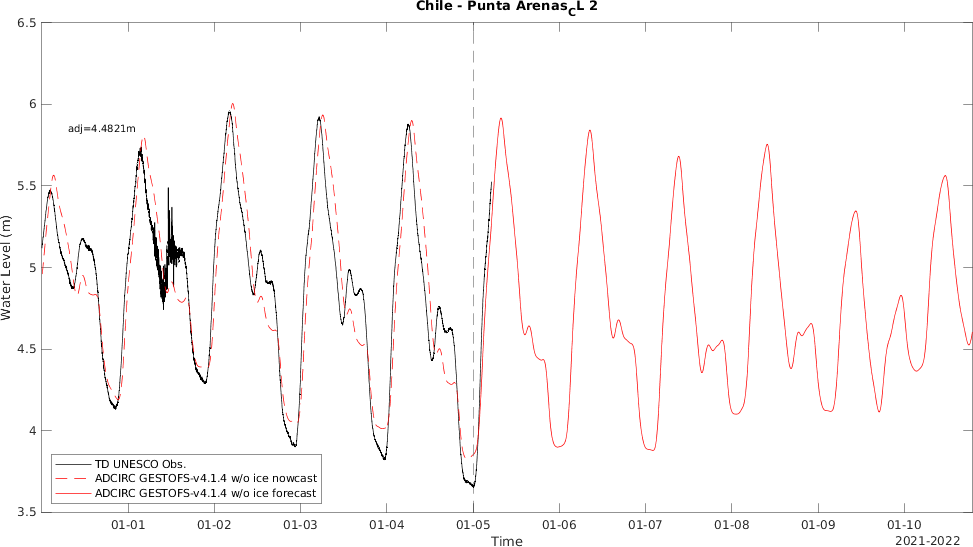 Chile - Punta ArenasCL 2
6.5
6
5.5
5
4.5
4
3.5
Water Level (m)
adj=4.4821m
TD UNESCO Obs.
ADCIRC GESTOFS-v4.1.4 w/o ice nowcast
ADCIRC GESTOFS-v4.1.4 w/o ice forecast
01-01 01-02 01-03 01-04 01-05 01-06 01-07 01-08 01-09 01-10
Time
2021-2022